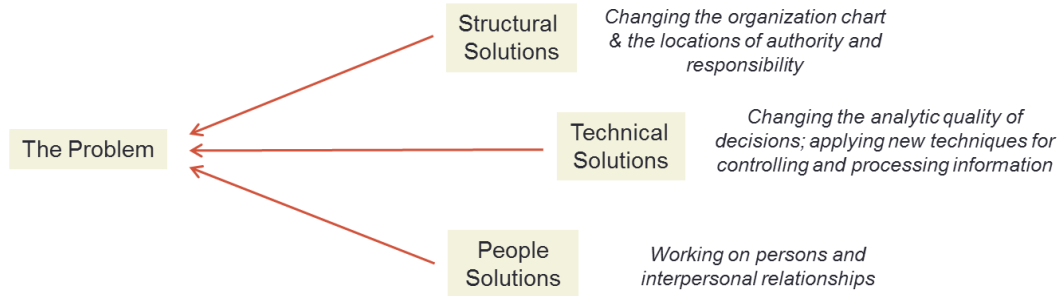 Structural
Solutions
Changing the organization chart
& the locations of authority and
responsibility
The Problem
Technical
Solutions
Changing the analytic quality of
decisions; applying new techniques for
controlling and processing information
People
Solutions
Working on persons and
interpersonal relationships